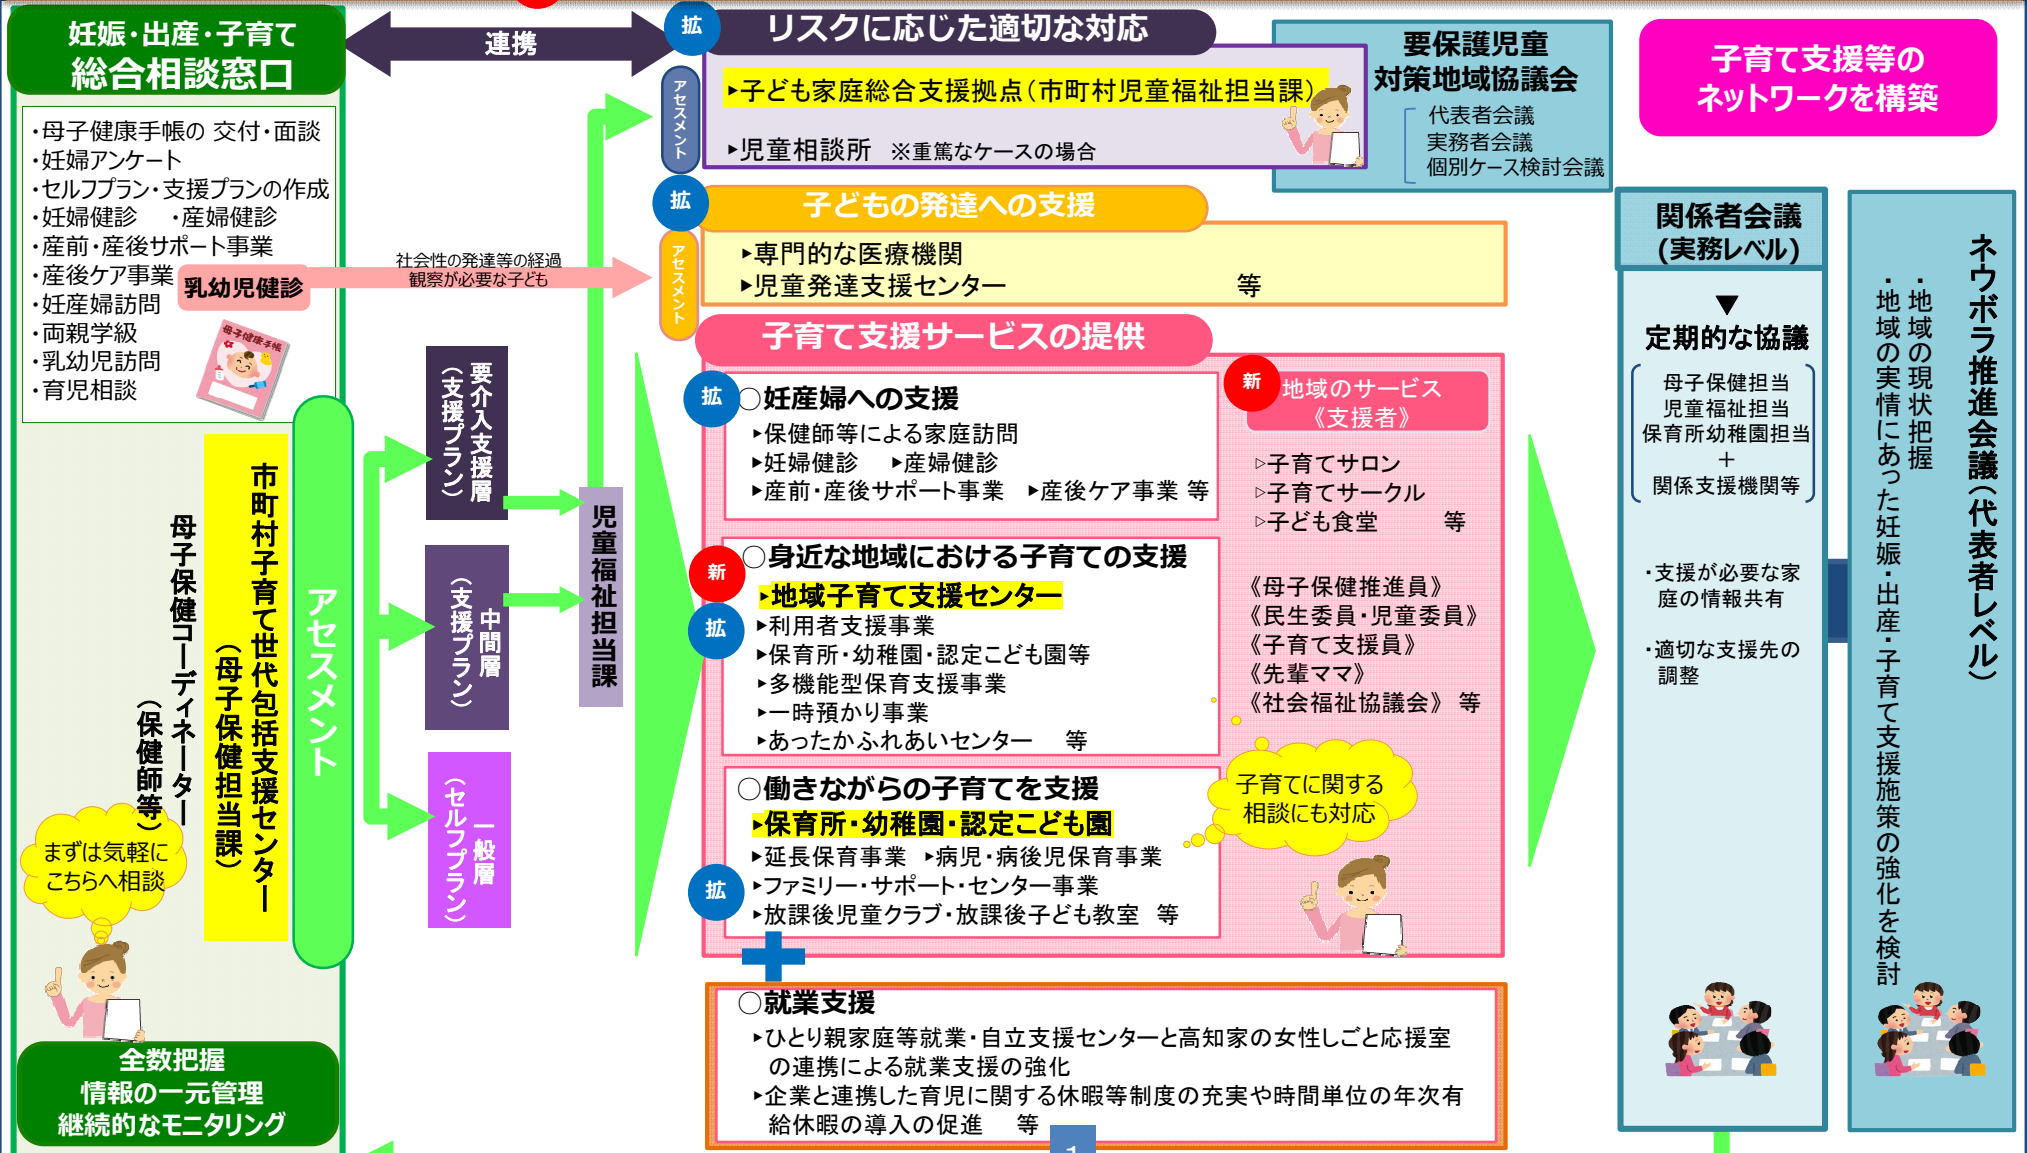 妊娠・出産・子育て
総合相談窓口
・母子健康手帳の 交付・面談
・妊婦アンケート
・セルフプラン・支援プランの作成
・妊婦健診　・産婦健診
・産前・産後サポート事業
・産後ケア事業
・妊産婦訪問
・両親学級
・乳幼児訪問
・育児相談
乳幼児健診
母子健康手帳
市町村子育て世代包括支援センター
（母子保健担当課）
母子保健コーディネーター
（保健師等）
まずは気軽に
こちらへ相談
全数把握
情報の一元管理
継続的なモニタリング
アセスメント
連携
社会性の発達等の経過
観察が必要な子ども
要介入支援層
（支援プラン）
中間層
（支援プラン）
一般層
（セルフプラン）
児童福祉担当課
拡
リスクに応じた適切な対応
アセスメント
▸子ども家庭総合支援拠点（市町村児童福祉担当課）
▸児童相談所　※重篤なケースの場合
要保護児童
対策地域協議会
代表者会議
実務者会議
個別ケース検討会議
拡
子どもの発達への支援
アセスメント
▸専門的な医療機関
▸児童発達支援センター　等
子育て支援サービスの提供
拡
○妊産婦への支援
▸保健師等による家庭訪問
▸妊婦健診　▸産婦健診
▸産前・産後サポート事業　▸産後ケア事業 等
新
拡
○身近な地域における子育ての支援
▸地域子育て支援センター
▸利用者支援事業
▸保育所・幼稚園・認定こども園等
▸多機能型保育支援事業
▸一時預かり事業
▸あったかふれあいセンター　等
○働きながらの子育てを支援
▸保育所・幼稚園・認定こども園
▸延長保育事業　▸病児・病後児保育事業
拡
▸ファミリー・サポート・センター事業
▸放課後児童クラブ・放課後子ども教室　等
新
地域のサービス
《支援者》
▹子育てサロン
▹子育てサークル
▹子ども食堂　等
《母子保健推進員》
《民生委員・児童委員》
《子育て支援員》
《先輩ママ》
《社会福祉協議会》 等
子育てに関する
相談にも対応
○就業支援
▸ひとり親家庭等就業・自立支援センターと高知家の女性しごと応援室
の連携による就業支援の強化
▸企業と連携した育児に関する休暇等制度の充実や時間単位の年次有
給休暇の導入の促進　等
1
子育て支援等の
ネットワークを構築
関係者会議
（実務レベル）
▼
定期的な協議
母子保健担当
児童福祉担当
保育所幼稚園担当
＋
関係支援機関等
・支援が必要な家
庭の情報共有
・適切な支援先の
調整
ネウボラ推進会議（代表者レベル）
・地域の現状把握
・地域の実情にあった妊娠・出産・子育て支援施策の強化を検討